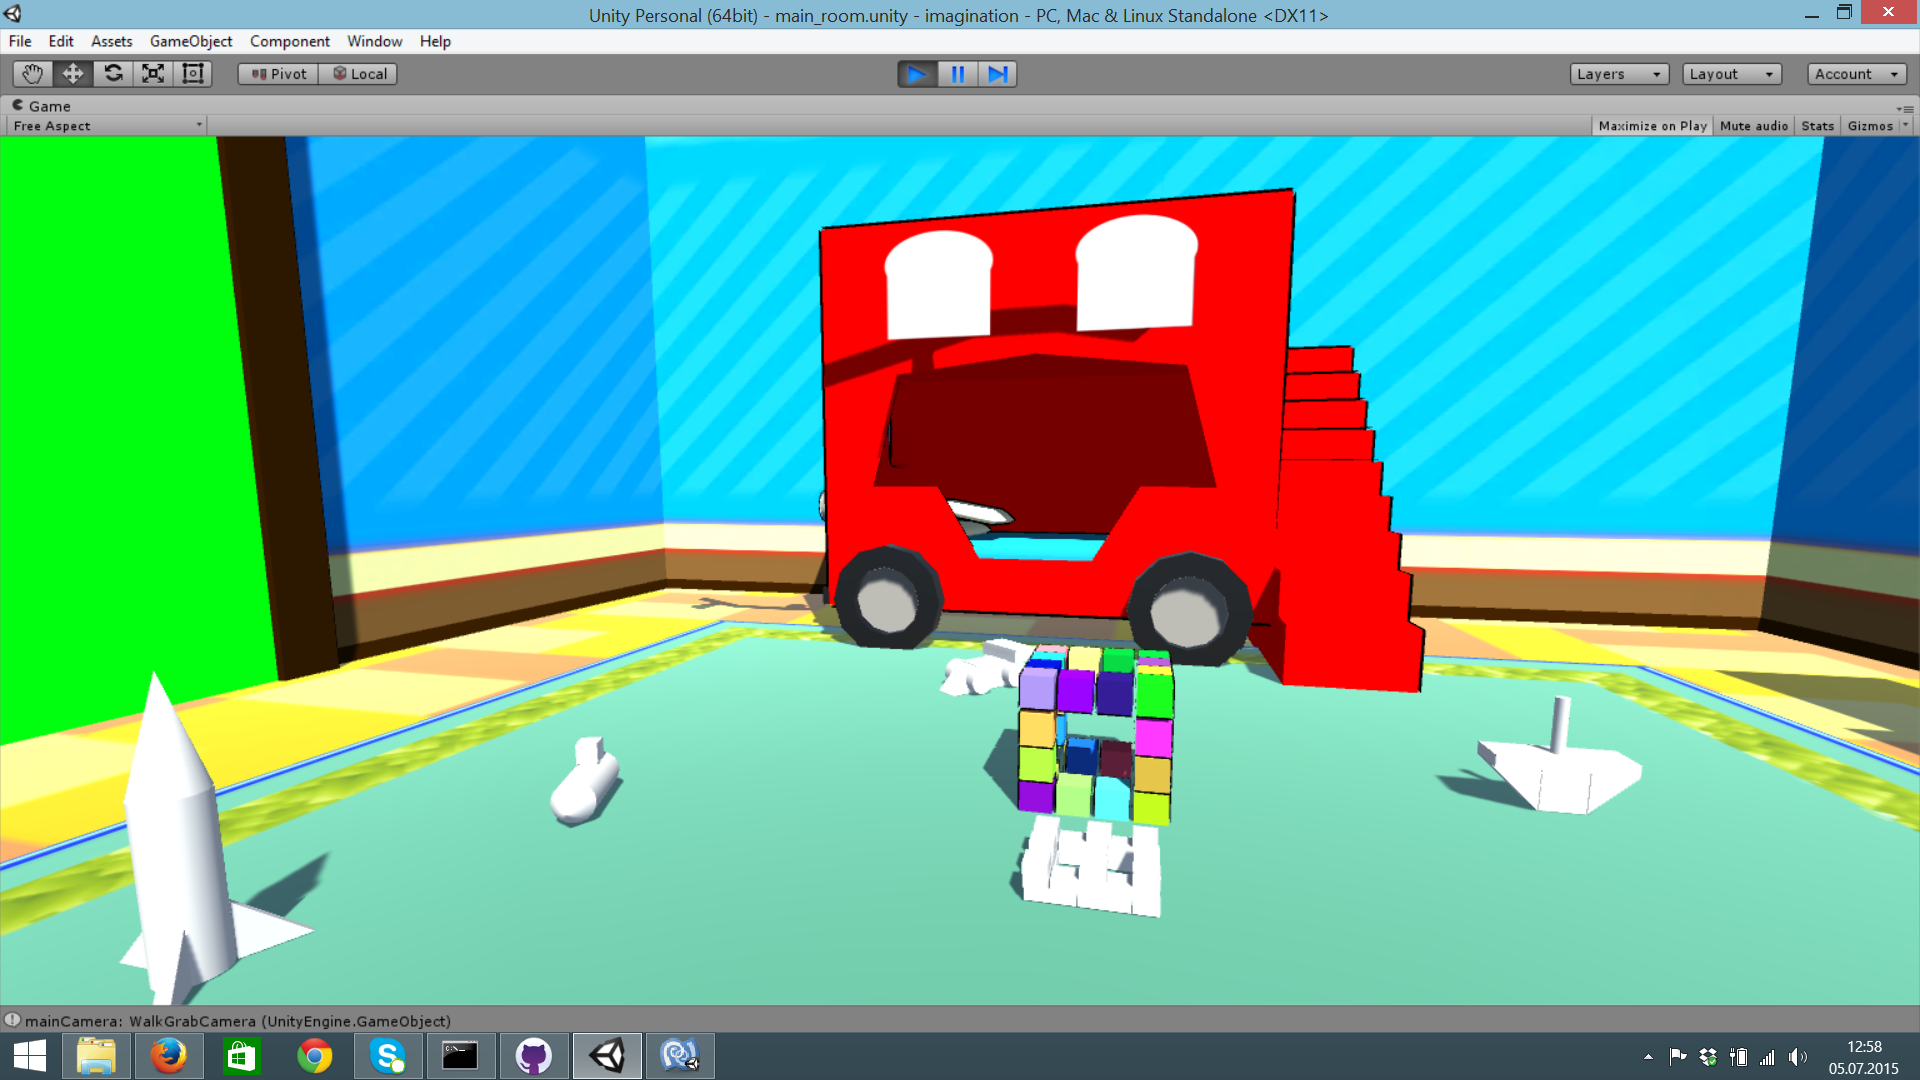 Unity Personal (64bit) - main_room.unity - imagination - PC, Mac & Linux Standalone <DX11>
File Edit Assets GameObject Component Window Help
Pivot Local Layers Layout Account
Game
Free Aspect Maximize on Play Mute audio Stats Gizmos
mainCamera: WalkGrabCamera (UnityEngine.GameObject)
12:58
05.07.2015